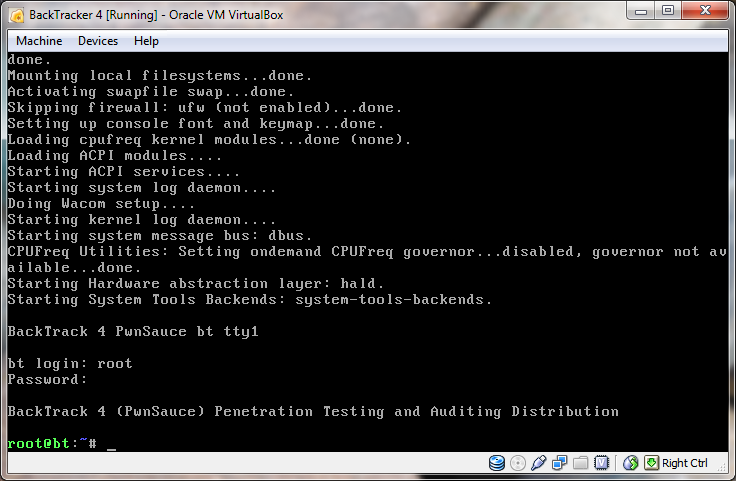 BackTracker 4 [Running] - Oracle VM VirtualBox
Machine Devices Help
done.
Mounting local filesystems...done.
Activating swapfile swap...done.
Skipping firewall: ufw (not enabled)...done.
Setting up console font and keymap...done.
Loading cpufreq kernel modules...done (none).
Loading ACPI modules....
Starting ACPI services....
Starting system log daemon....
Doing Wacom setup....
Starting kernel log daemon....
Starting system message bus: dbus.
CPUFreq Utilities: Setting ondemand CPUFreq governor...disabled, governor not av
ailable...done.
Starting Hardware abstraction layer: hald.
Starting System Tools Backends: system-tools-backends.
BackTrack 4 PwnSauce bt tty1
bt login: root
Password:
BackTrack 4 (PwnSauce) Penetration Testing and Auditing Distribution
root@bt:~# _
Right Ctrl